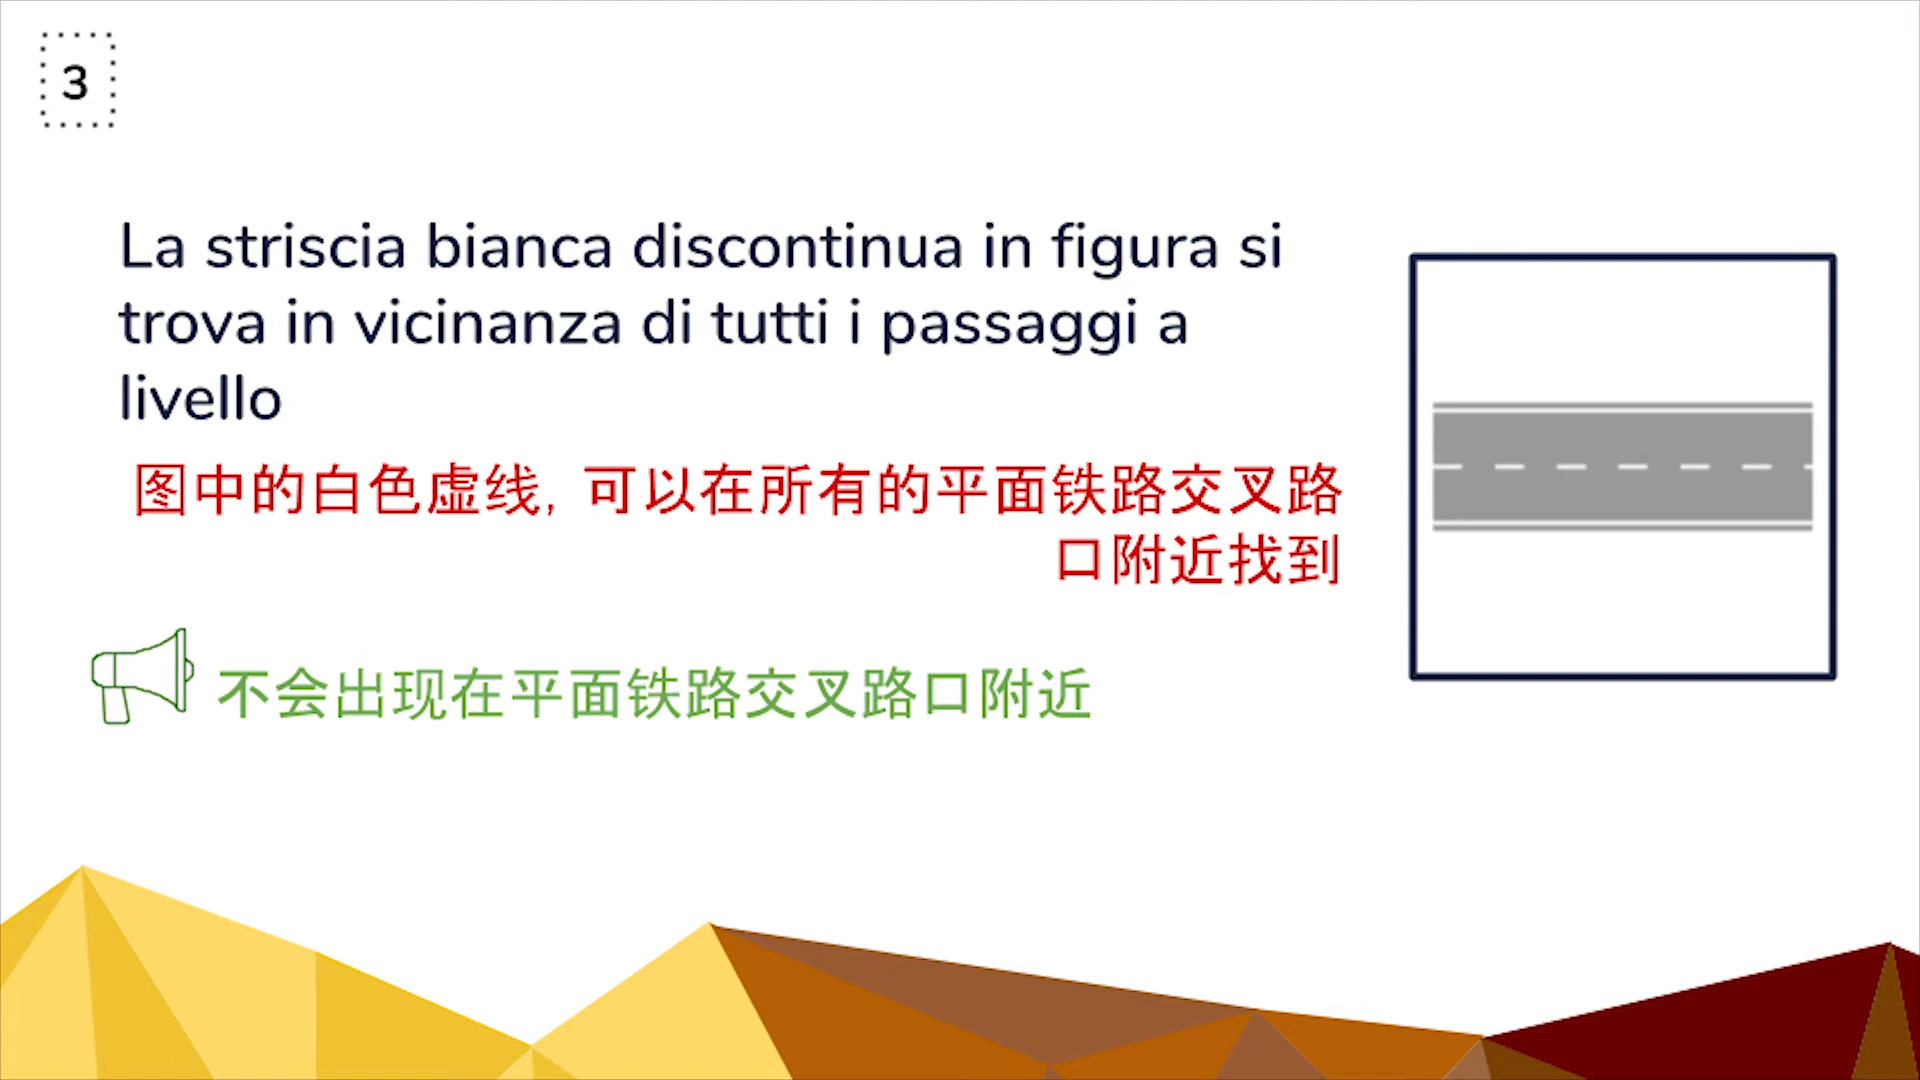 3
La striscia bianca discontinua in figura si
trova in vicinanza di tutti i passaggi a
livello
图中的白色虚线, 可以在所有的平面铁路交叉路
口附近找到
不会出现在平面铁路交叉路口附近